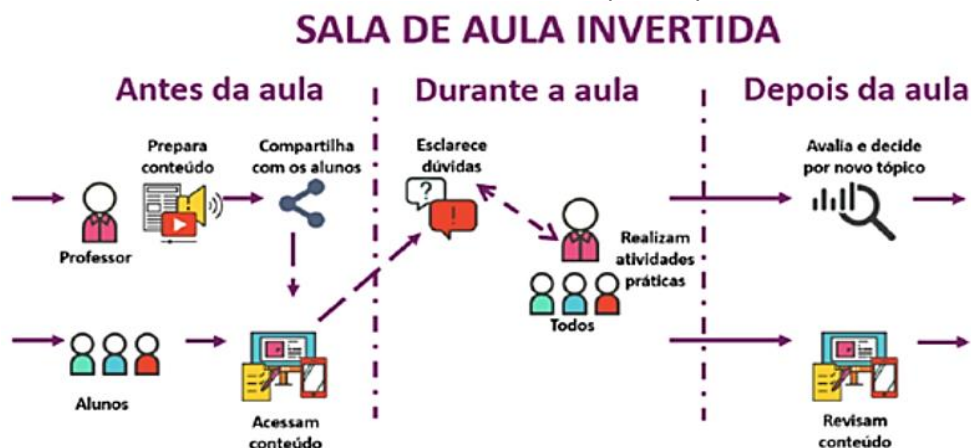 SALA DE AULA INVERTIDA
Antes da aula
Durante a aula
Depois da aula
Prepara
conteúdo
Compartilha
com os alunos
Professor
Alunos
Acessam
conteúdo
Esclarece
dúvidas
?
!
Realizam
atividades
práticas
Todos
Avalia e decide
por novo tópico
Revisam
conteúdo